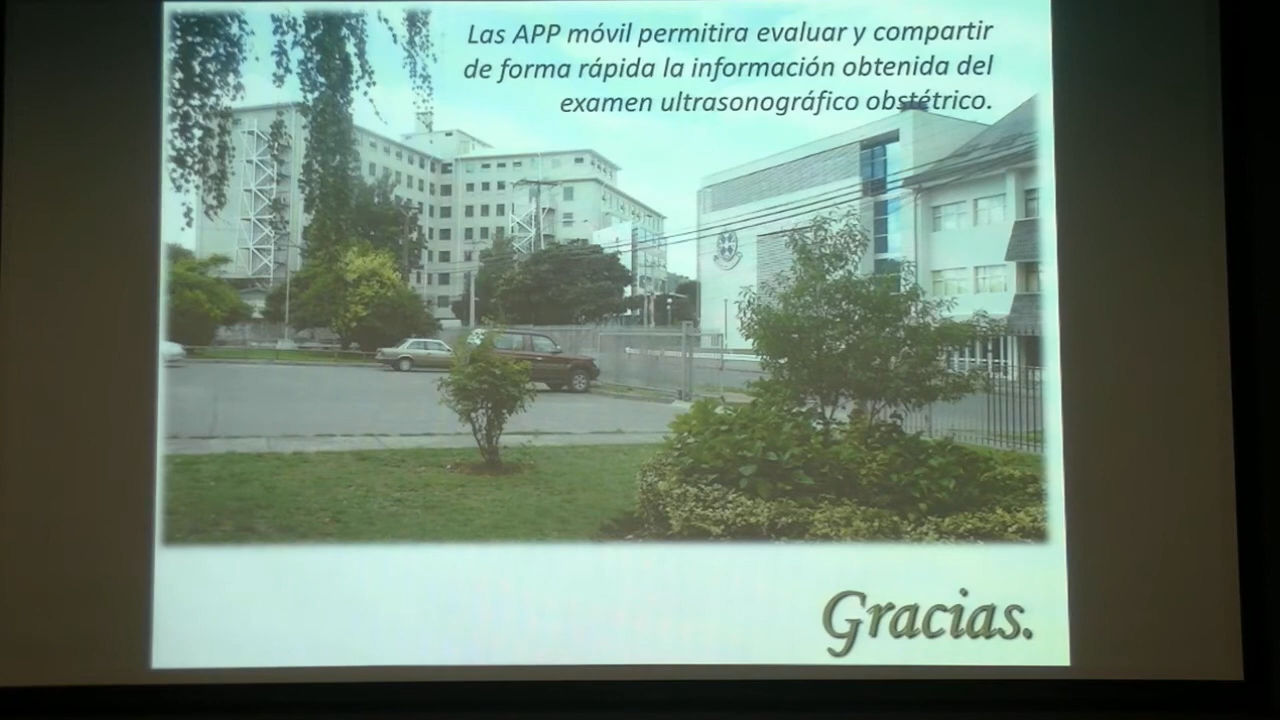 Las APP móvil permitira evaluar y compartir
de forma rápida la información obtenida del
examen ultrasonográfico obstétrico.
Gracias.